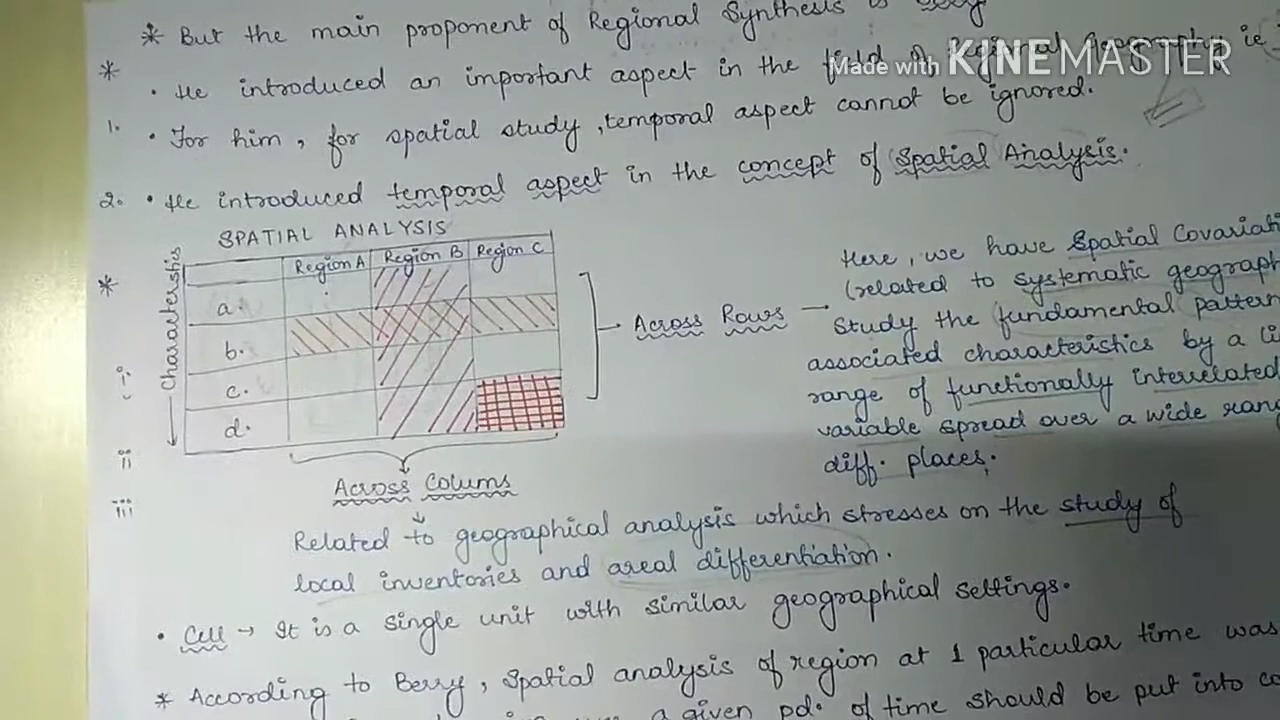 * But the main proponent of Regional Synthesis is
* • He introduced an important aspect in the field of Regional Geography ie
Made with KINEMASTER
1. • For him, for spatial study, temporal aspect cannot be ignored.
2. • He introduced temporal aspect in the concept of Spatial Analysis.
SPATIAL ANALYSIS
Characteristics
Region A Region B Region C
*
a.
b.
c.
d.
i
ii
iii
Across Rows →
Here, we have Spatial Covariati
(related to systematic geograph
Study the fundamental pattern
associated characteristics by a li
range of functionally interrelated
variable spread over a wide rang
diff. places.
Across Colums
Related to geographical analysis which stresses on the study of
local inventories and areal differentiation.
• Cell → It is a single unit with similar geographical settings.
* According to Berry, Spatial analysis of region at 1 particular time was
a given pd. of time should be put into co